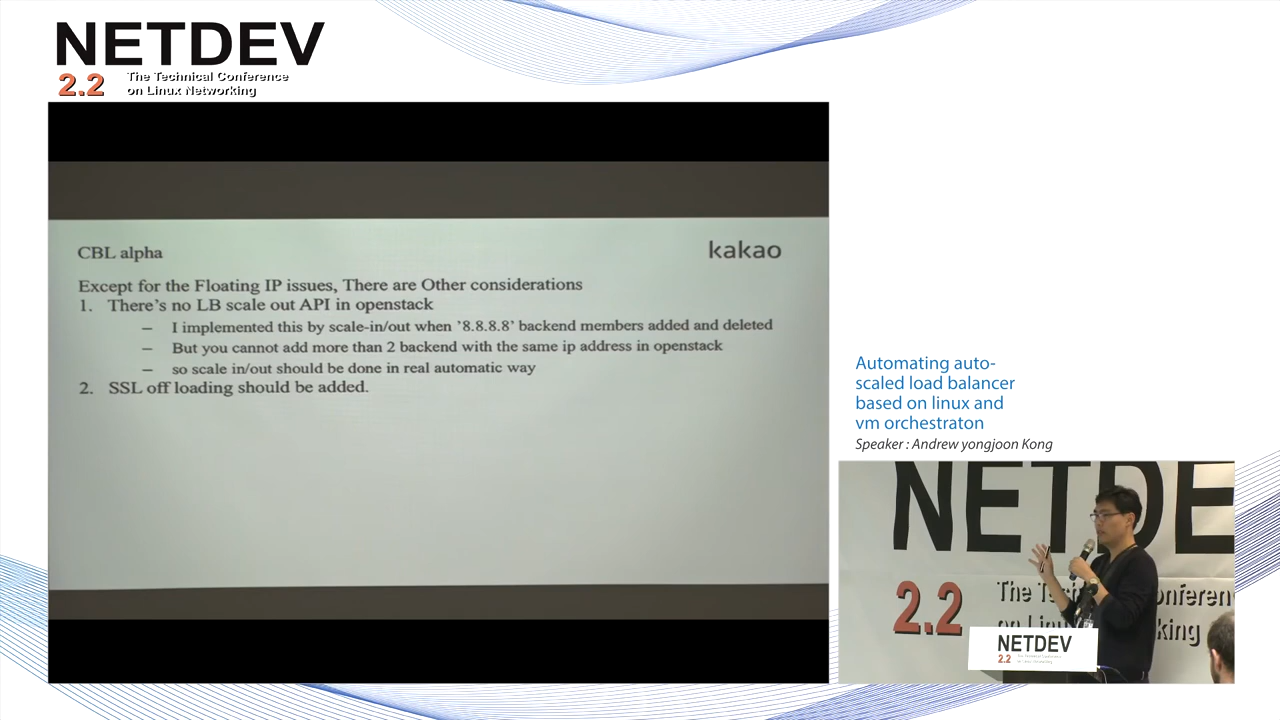 NETDEV
2.2 The Technical Conference
on Linux Networking
CBL alpha
kakao
Except for the Floating IP issues, There are Other considerations
1. There's no LB scale out API in openstack
– I implemented this by scale-in/out when '8.8.8.8' backend members added and deleted
– But you cannot add more than 2 backend with the same ip address in openstack
– so scale in/out should be done in real automatic way
2. SSL off loading should be added.
Automating auto-
scaled load balancer
based on linux and
vm orchestraton
Speaker : Andrew yongjoon Kong
NETDE
2.2 The
on
king
NETDEV
2.2